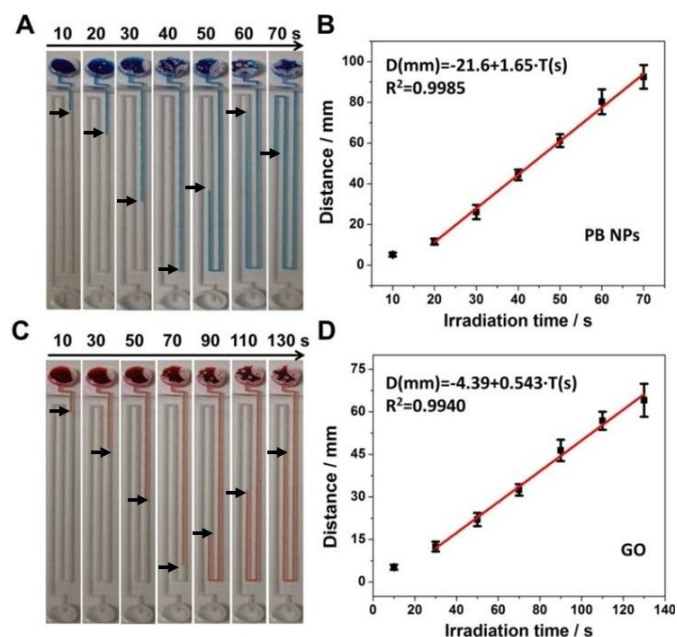 A
10 20 30 40 50 60 70 s
B
D(mm)=-21.6+1.65·T(s)
R²=0.9985
100
80
60
40
20
0
Distance / mm
PB NPs
10 20 30 40 50 60 70
Irradiation time / s
C
10 30 50 70 90 110 130 s
D
D(mm)=-4.39+0.543·T(s)
R²=0.9940
75
60
45
30
15
0
Distance / mm
GO
0 20 40 60 80 100 120 140
Irradiation time / s